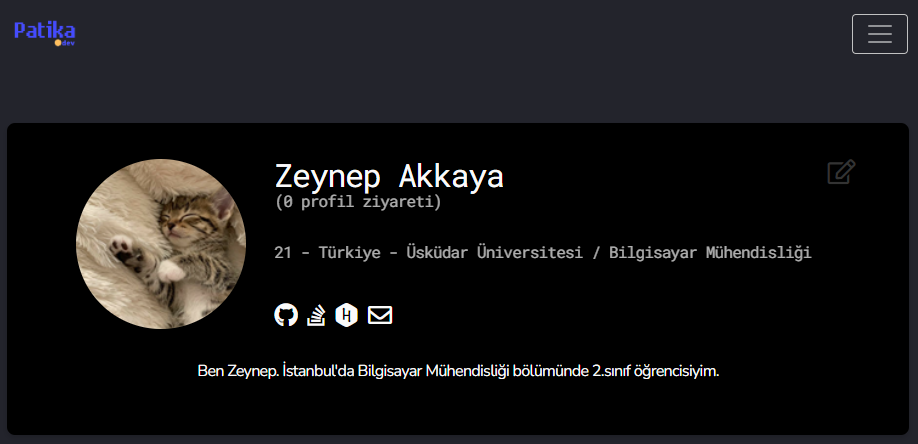 Patika
dev
Zeynep Akkaya
(0 profil ziyareti)
21 - Türkiye - Üsküdar Üniversitesi / Bilgisayar Mühendisliği
Ben Zeynep. İstanbul'da Bilgisayar Mühendisliği bölümünde 2.sınıf öğrencisiyim.